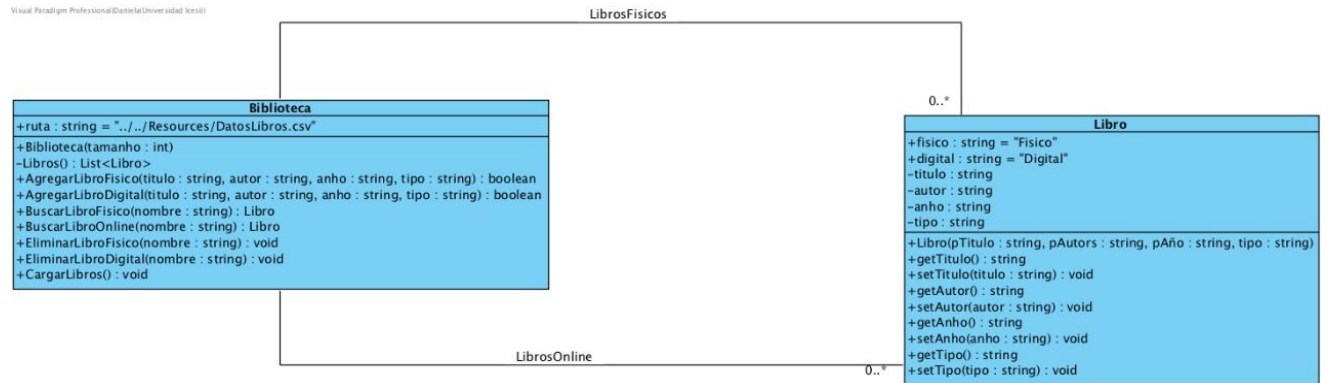 Visual Paradigm Professional(Daniela(Universidad Icesi))
LibrosFisicos
0..*
Biblioteca
+ruta : string = "../../Resources/DatosLibros.csv"
+Biblioteca(tamanho : int)
-Libros() : List<Libro>
+AgregarLibroFisico(titulo : string, autor : string, anho : string, tipo : string) : boolean
+AgregarLibroDigital(titulo : string, autor : string, anho : string, tipo : string) : boolean
+BuscarLibroFisico(nombre : string) : Libro
+BuscarLibroOnline(nombre : string) : Libro
+EliminarLibroFisico(nombre : string) : void
+EliminarLibroDigital(nombre : string) : void
+CargarLibros() : void
Libro
+fisico : string = "Fisico"
+digital : string = "Digital"
-titulo : string
-autor : string
-anho : string
-tipo : string
+Libro(pTitulo : string, pAutors : string, pAño : string, tipo : string)
+getTitulo() : string
+setTitulo(titulo : string) : void
+getAutor() : string
+setAutor(autor : string) : void
+getAnho() : string
+setAnho(anho : string) : void
+getTipo() : string
+setTipo(tipo : string) : void
LibrosOnline
0..*